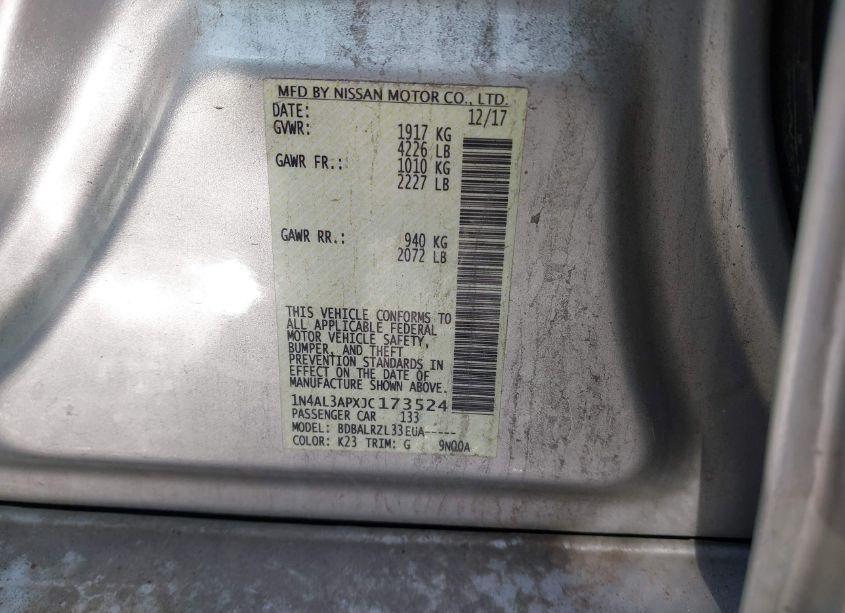 MFD BY NISSAN MOTOR CO., LTD.
DATE: 12/17
GVWR: 1917 KG
4226 LB
GAWR FR.: 1010 KG
2227 LB
GAWR RR.: 940 KG
2072 LB
THIS VEHICLE CONFORMS TO
ALL APPLICABLE FEDERAL
MOTOR VEHICLE SAFETY,
BUMPER, AND THEFT
PREVENTION STANDARDS IN
EFFECT ON THE DATE OF
MANUFACTURE SHOWN ABOVE.
1N4AL3APXJC173524
PASSENGER CAR 133
MODEL: BDBALRZL33EUA-----
COLOR: K23 TRIM: G 9NQ0A